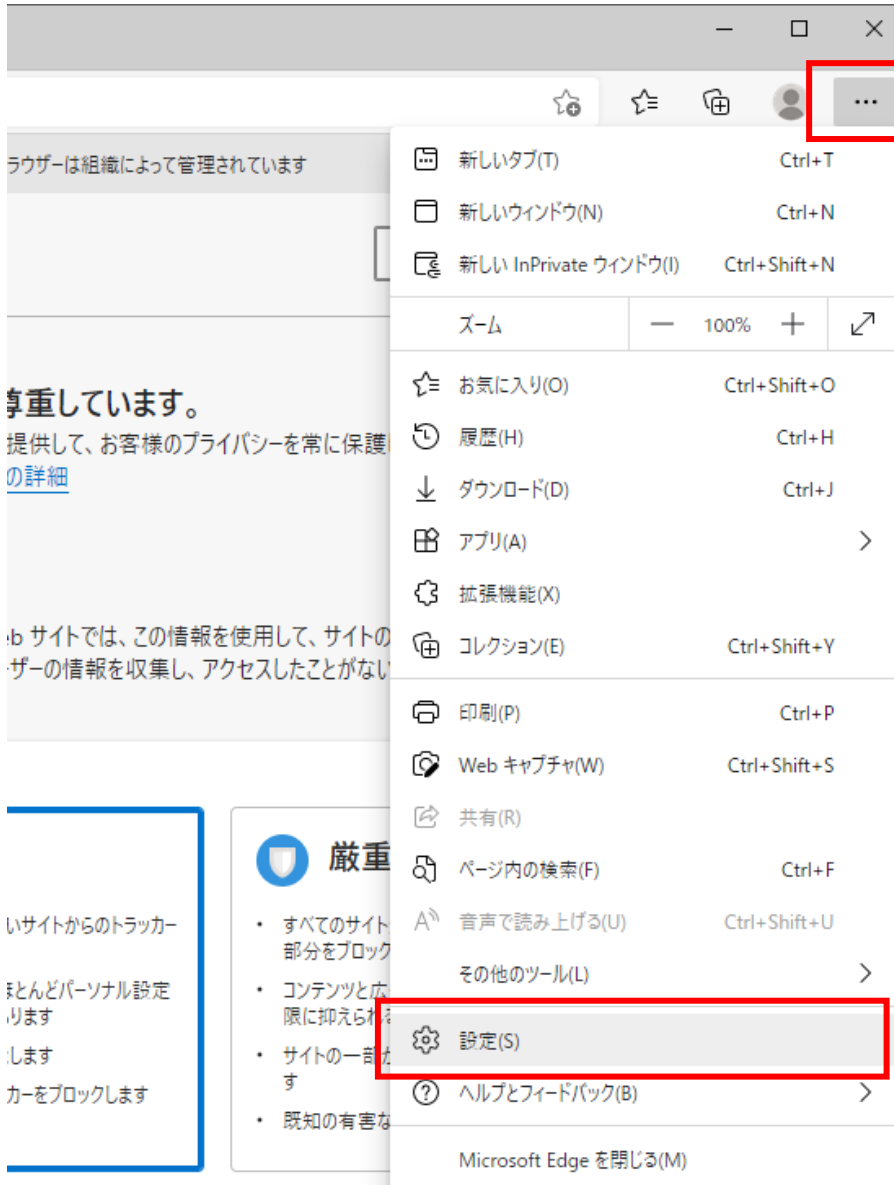 ラウザーは組織によって管理されています
尊重しています。
提供して、お客様のプライバシーを常に保護
の詳細
eb サイトでは、この情報を使用して、サイトの
ザーの情報を収集し、アクセスしたことがない
いサイトからのトラッカー
ほとんどパーソナル設定
ります
します
カーをブロックします
厳重
・ すべてのサイト
部分をブロック
・ コンテンツと広
限に抑えられ
・ サイトの一部が
す
・ 既知の有害な
新しいタブ(T) Ctrl+T
新しいウィンドウ(N) Ctrl+N
新しい InPrivate ウィンドウ(I) Ctrl+Shift+N
ズーム 100%
お気に入り(O) Ctrl+Shift+O
履歴(H) Ctrl+H
ダウンロード(D) Ctrl+J
アプリ(A)
拡張機能(X)
コレクション(E) Ctrl+Shift+Y
印刷(P) Ctrl+P
Web キャプチャ(W) Ctrl+Shift+S
共有(R)
ページ内の検索(F) Ctrl+F
音声で読み上げる(U) Ctrl+Shift+U
その他のツール(L)
設定(S)
ヘルプとフィードバック(B)
Microsoft Edge を閉じる(M)